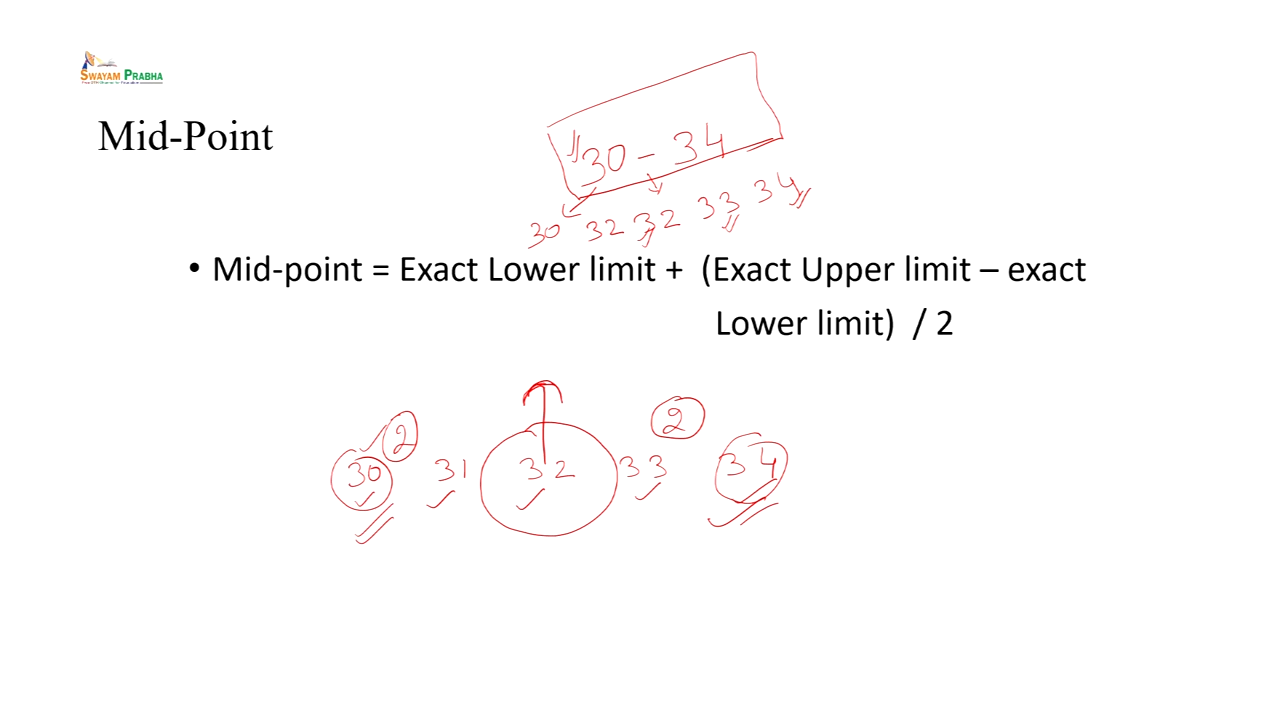 SWAYAM PRABHA
Mid-Point
30 - 34
30 32 32 33 34
• Mid-point = Exact Lower limit + (Exact Upper limit – exact
Lower limit) / 2
2 2
30 31 32 33 34